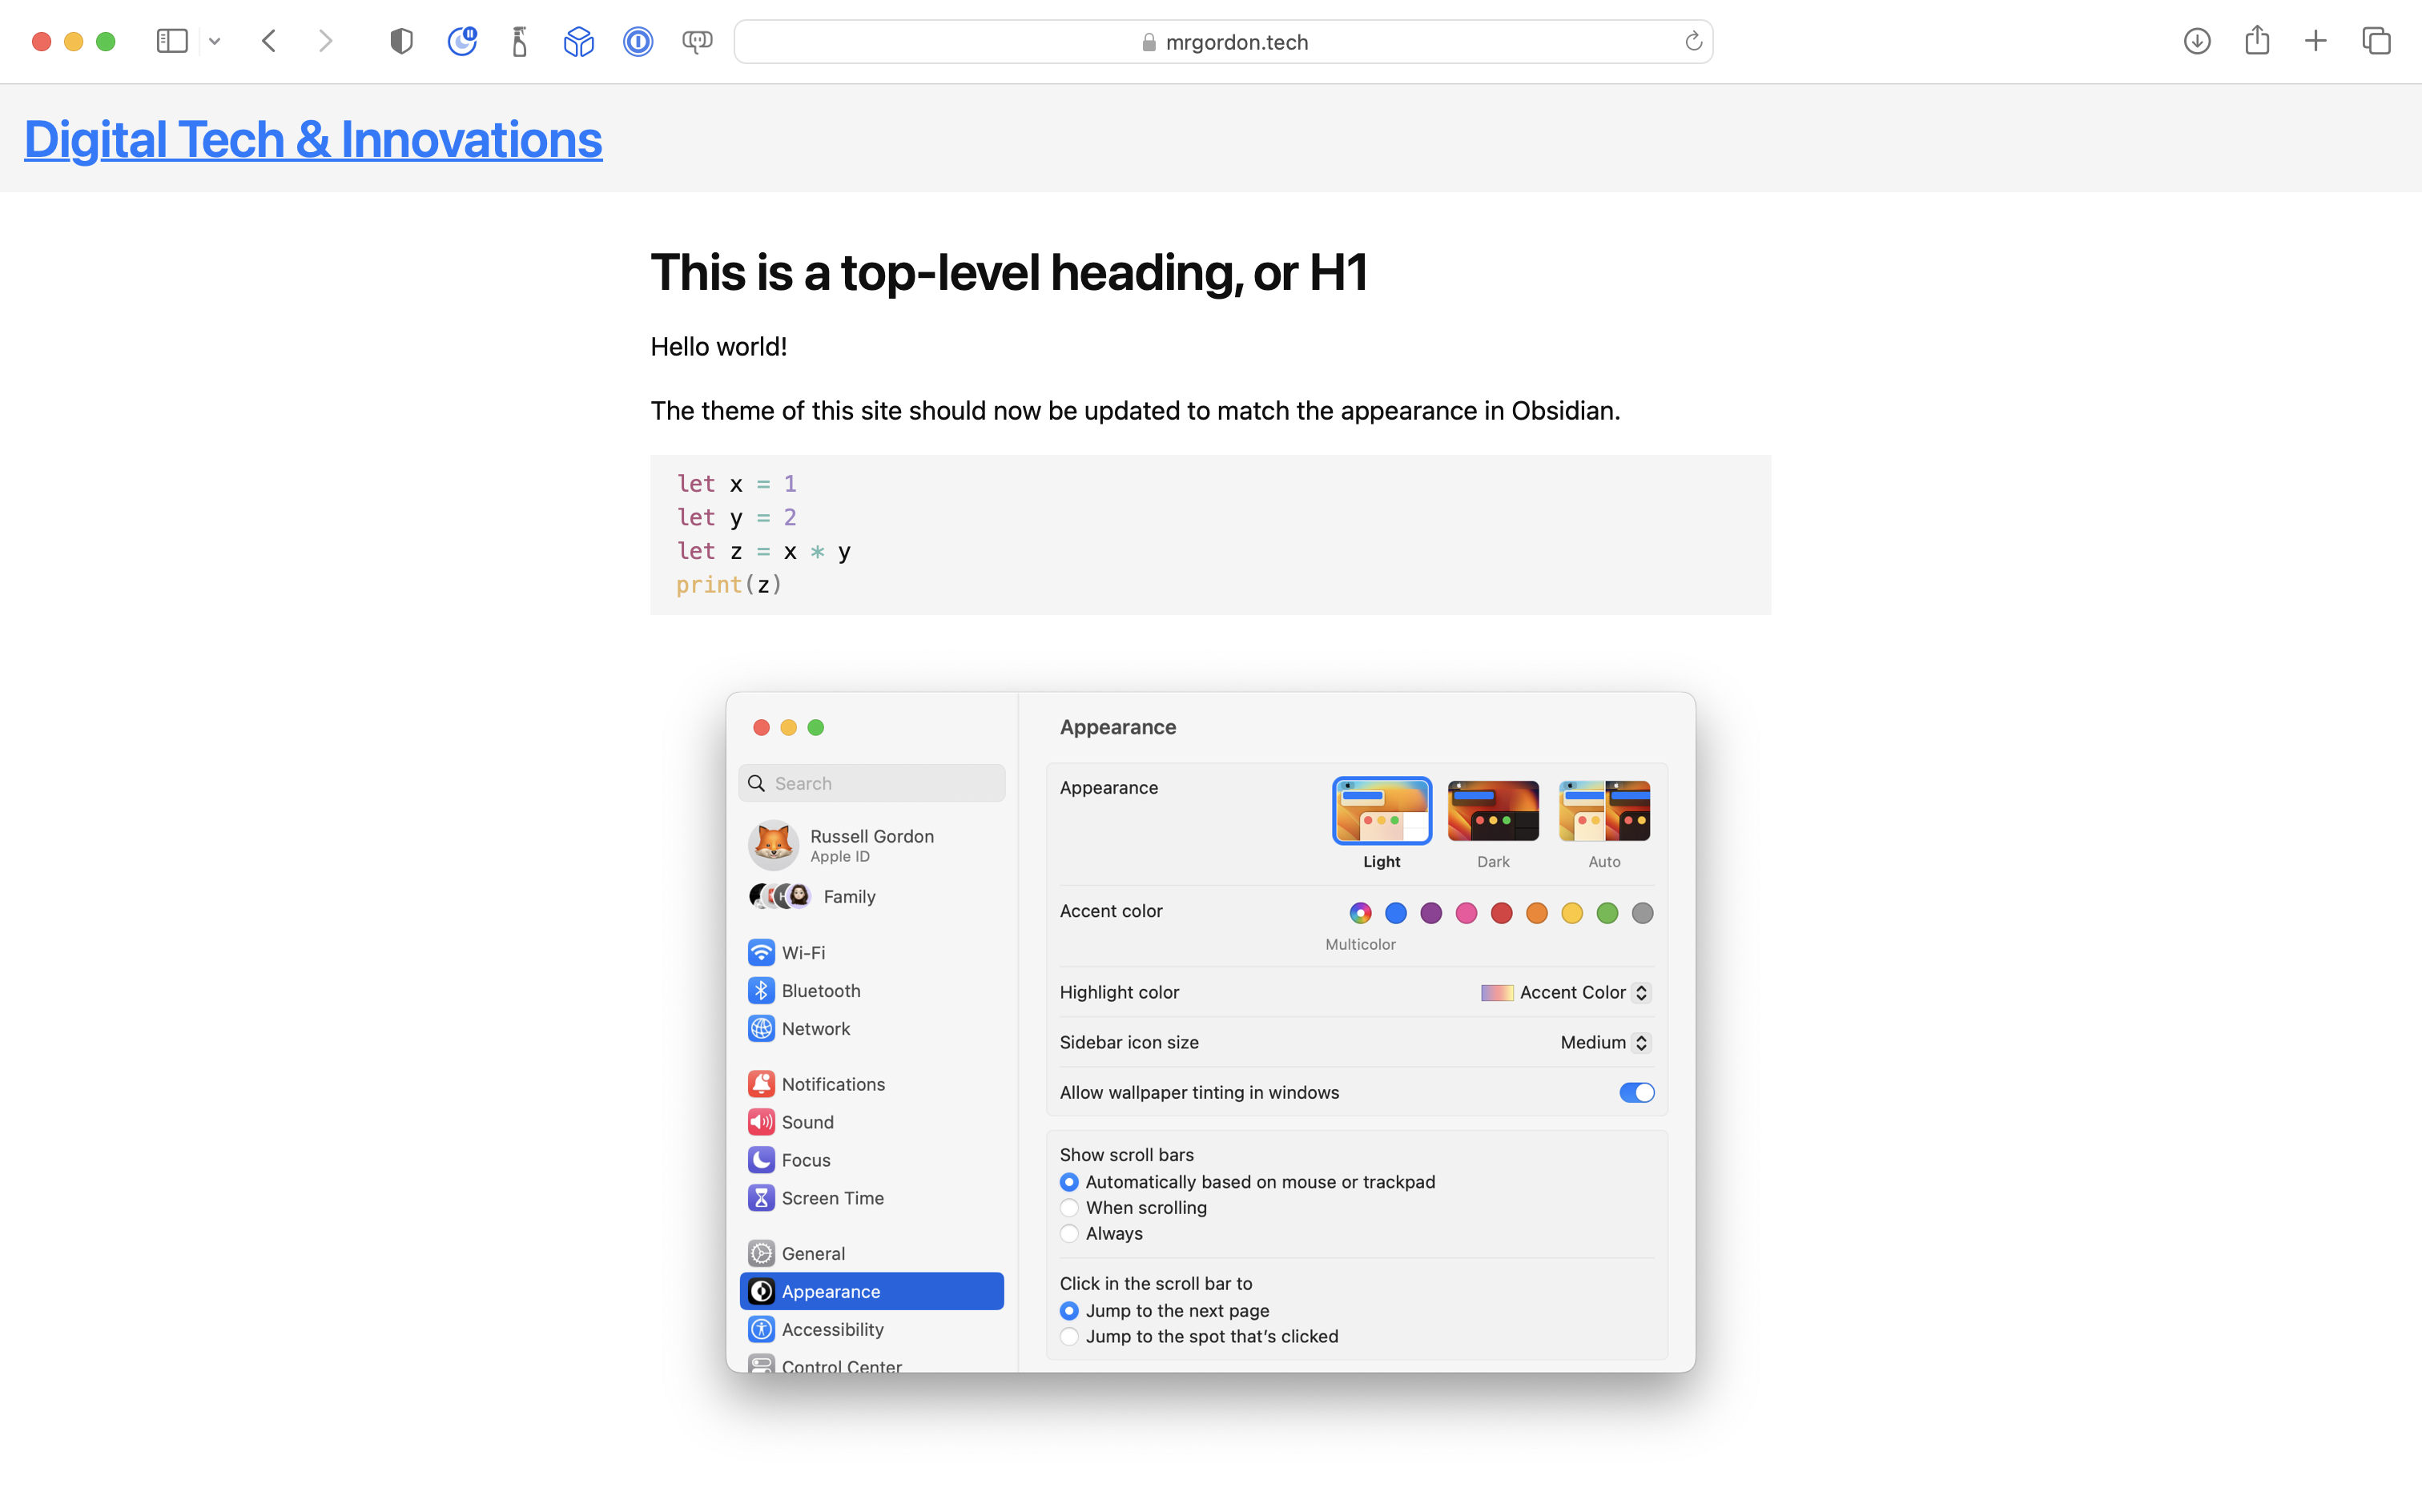 mrgordon.tech
Digital Tech & Innovations
This is a top-level heading, or H1
Hello world!
The theme of this site should now be updated to match the appearance in Obsidian.
let x = 1
let y = 2
let z = x * y
print(z)
Search
Russell Gordon
Apple ID
Family
Wi-Fi
Bluetooth
Network
Notifications
Sound
Focus
Screen Time
General
Appearance
Accessibility
Control Center
Appearance
Appearance
Light
Dark
Auto
Accent color
Multicolor
Highlight color
Accent Color
Sidebar icon size
Medium
Allow wallpaper tinting in windows
Show scroll bars
Automatically based on mouse or trackpad
When scrolling
Always
Click in the scroll bar to
Jump to the next page
Jump to the spot that's clicked